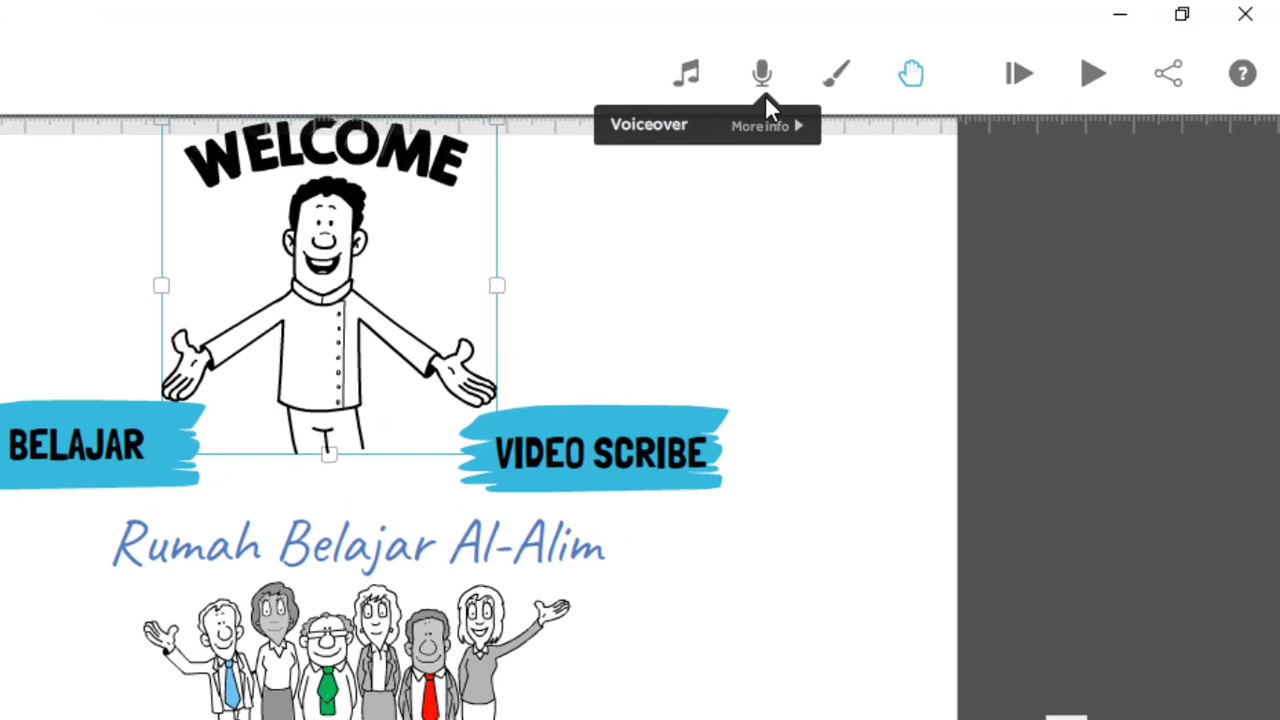 Voiceover More info
WELCOME
BELAJAR
VIDEO SCRIBE
Rumah Belajar Al-Alim
?